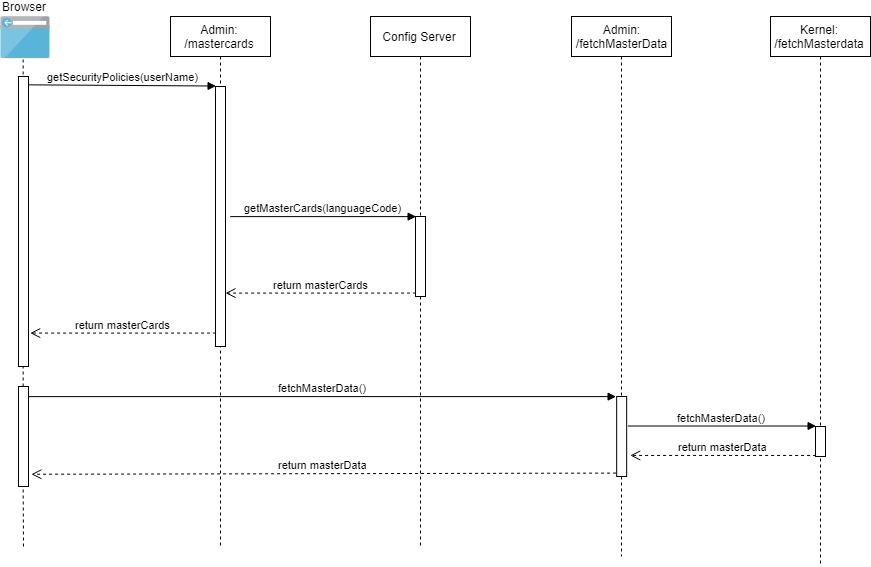 Browser
Admin:
/mastercards
Config Server
Admin:
/fetchMasterData
Kernel:
/fetchMasterdata
getSecurityPolicies(userName)
getMasterCards(languageCode)
return masterCards
return masterCards
fetchMasterData()
fetchMasterData()
return masterData
return masterData